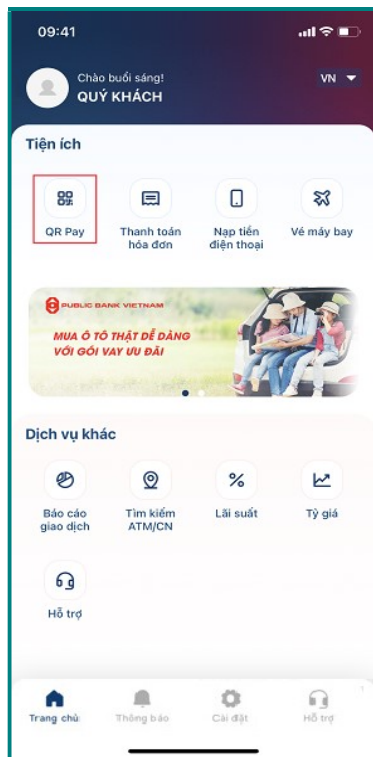 09:41
Chào buổi sáng!
VN
QUÝ KHÁCH
Tiện ích
QR Pay
Thanh toán
hóa đơn
Nạp tiền
điện thoại
Vé máy bay
PUBLIC BANK VIETNAM
MUA Ô TÔ THẬT DỄ DÀNG
VỚI GÓI VAY ƯU ĐÃI
Dịch vụ khác
Báo cáo
giao dịch
Tìm kiếm
ATM/CN
Lãi suất
Tỷ giá
Hỗ trợ
Trang chủ
Thông báo
Cài đặt
Hỗ trợ